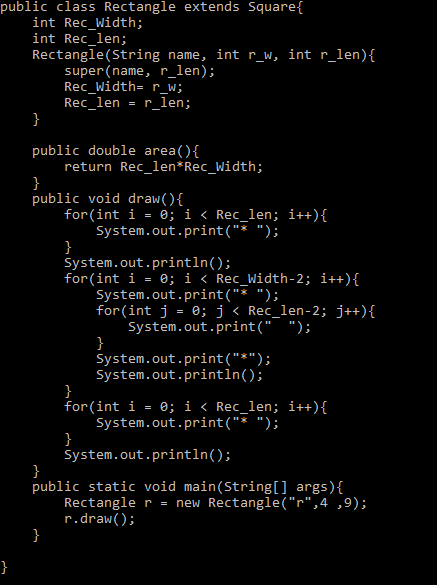 public class Rectangle extends Square{
    int Rec_Width;
    int Rec_len;
    Rectangle(String name, int r_w, int r_len){
        super(name, r_len);
        Rec_Width= r_w;
        Rec_len = r_len;
    }

    public double area(){
        return Rec_len*Rec_Width;
    }
    public void draw(){
        for(int i = 0; i < Rec_len; i++){
            System.out.print("* ");
        }
        System.out.println();
        for(int i = 0; i < Rec_Width-2; i++){
            System.out.print("* ");
            for(int j = 0; j < Rec_len-2; j++){
                System.out.print("  ");
            }
            System.out.print("*");
            System.out.println();
        }
        for(int i = 0; i < Rec_len; i++){
            System.out.print("* ");
        }
        System.out.println();
    }
    public static void main(String[] args){
        Rectangle r = new Rectangle("r",4 ,9);
        r.draw();
    }

}